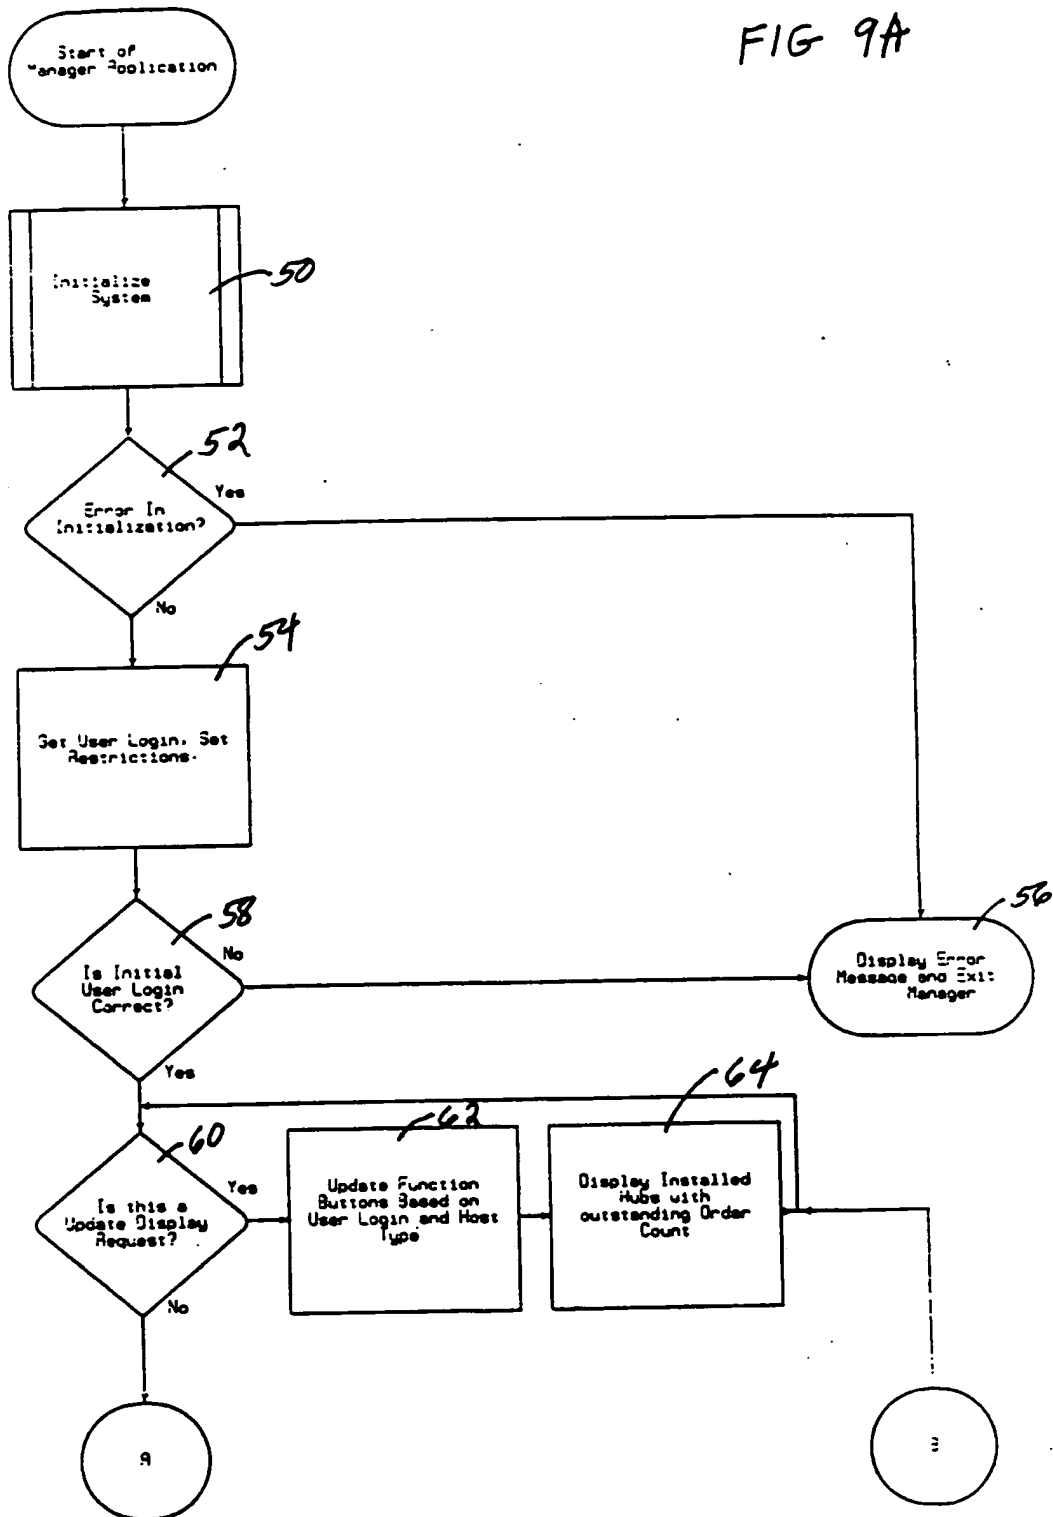 FIG 9A
Start of
Manager Application
Initialize
System
50
52
Yes
Error In
Initialization?
No
54
Get User Login. Set
Restrictions.
58
No
Is Initial
User Login
Correct?
Yes
56
Display Error
Message and Exit
Manager
64
62
60
Yes
Is this a
Update Display
Request?
No
Update Function
Buttons Based on
User Login and Host
Type
Display Installed
Hubs with
outstanding Order
Count
A